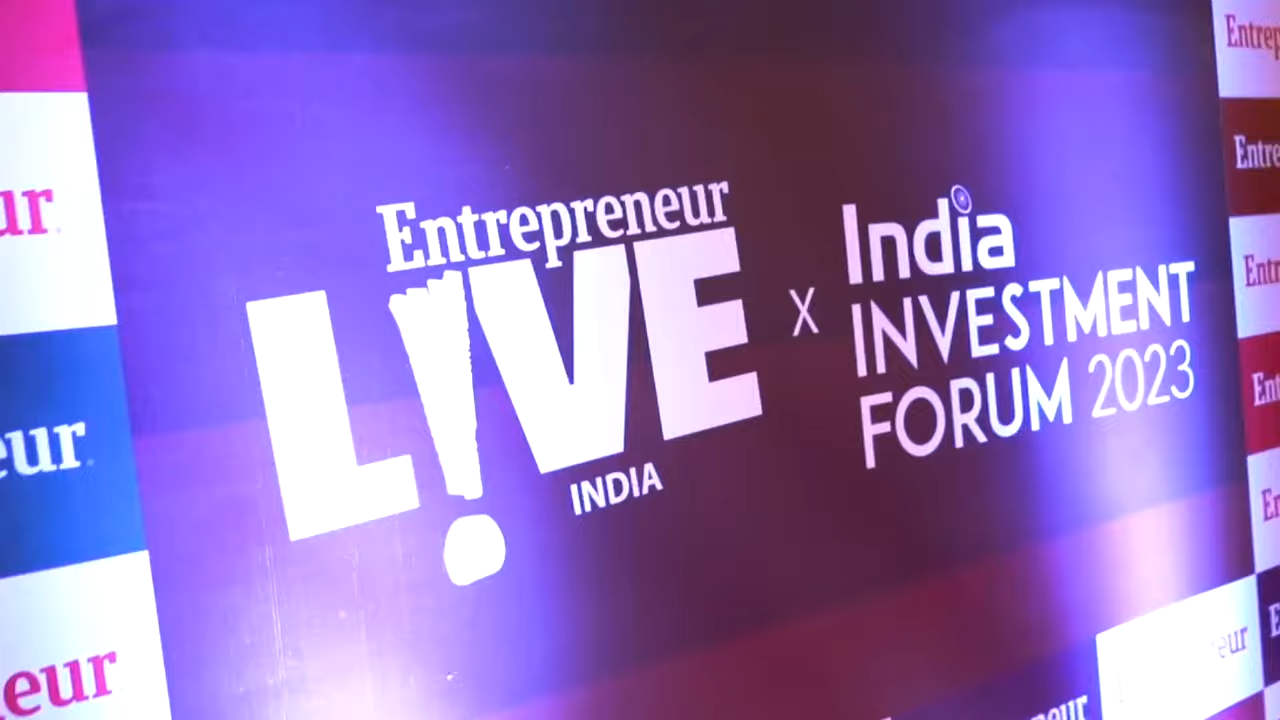 Entrepreneur
L!VE
INDIA
X
India
INVESTMENT
FORUM 2023